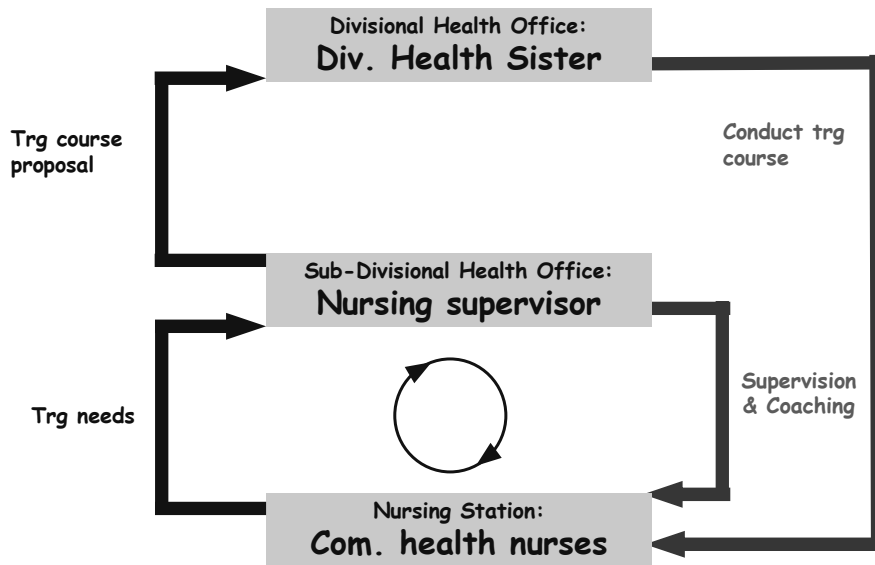 Divisional Health Office:
Div. Health Sister
Trg course
proposal
Conduct trg
course
Sub-Divisional Health Office:
Nursing supervisor
Trg needs
Supervision
& Coaching
Nursing Station:
Com. health nurses